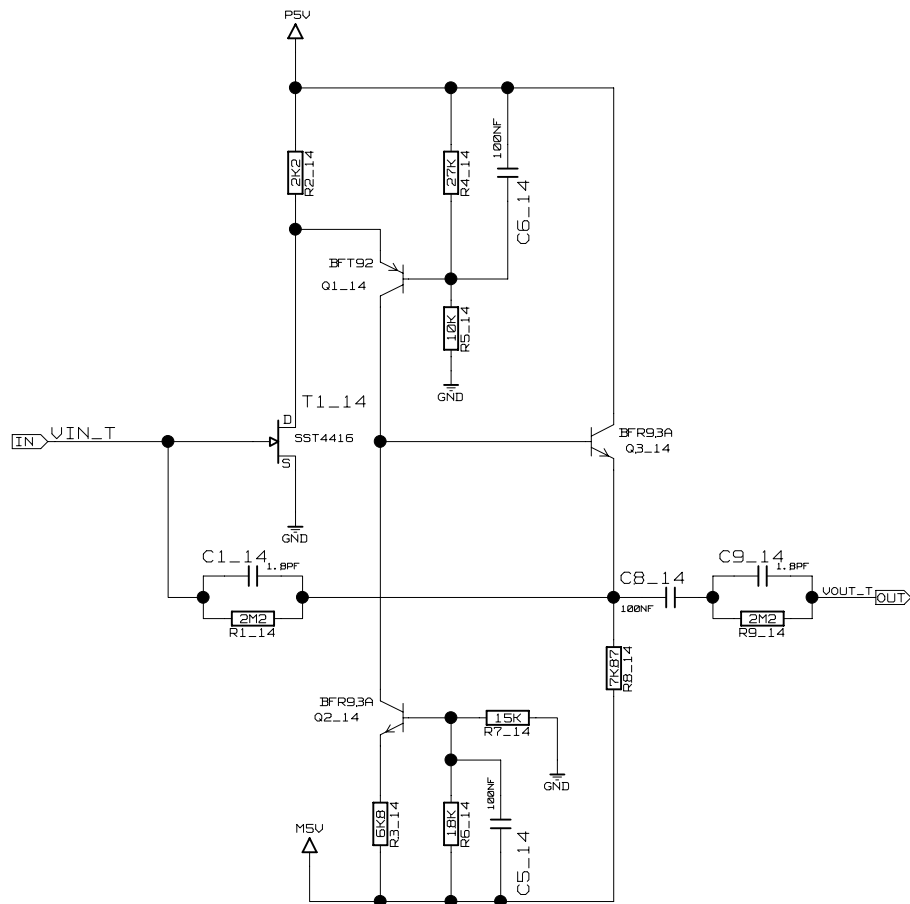 P5V
100NF
2K2
R2_14
27K
R4_14
C6_14
BFT92
Q1_14
10K
R5_14
GND
T1_14
D
SST4416
S
IN
VIN_T
BFR93A
Q3_14
GND
C1_14
1.8PF
2M2
R1_14
C8_14
100NF
C9_14
1.8PF
2M2
R9_14
VOUT_T
OUT
7K87
R8_14
BFR93A
Q2_14
15K
R7_14
GND
100NF
6K8
R3_14
18K
R6_14
C5_14
M5V